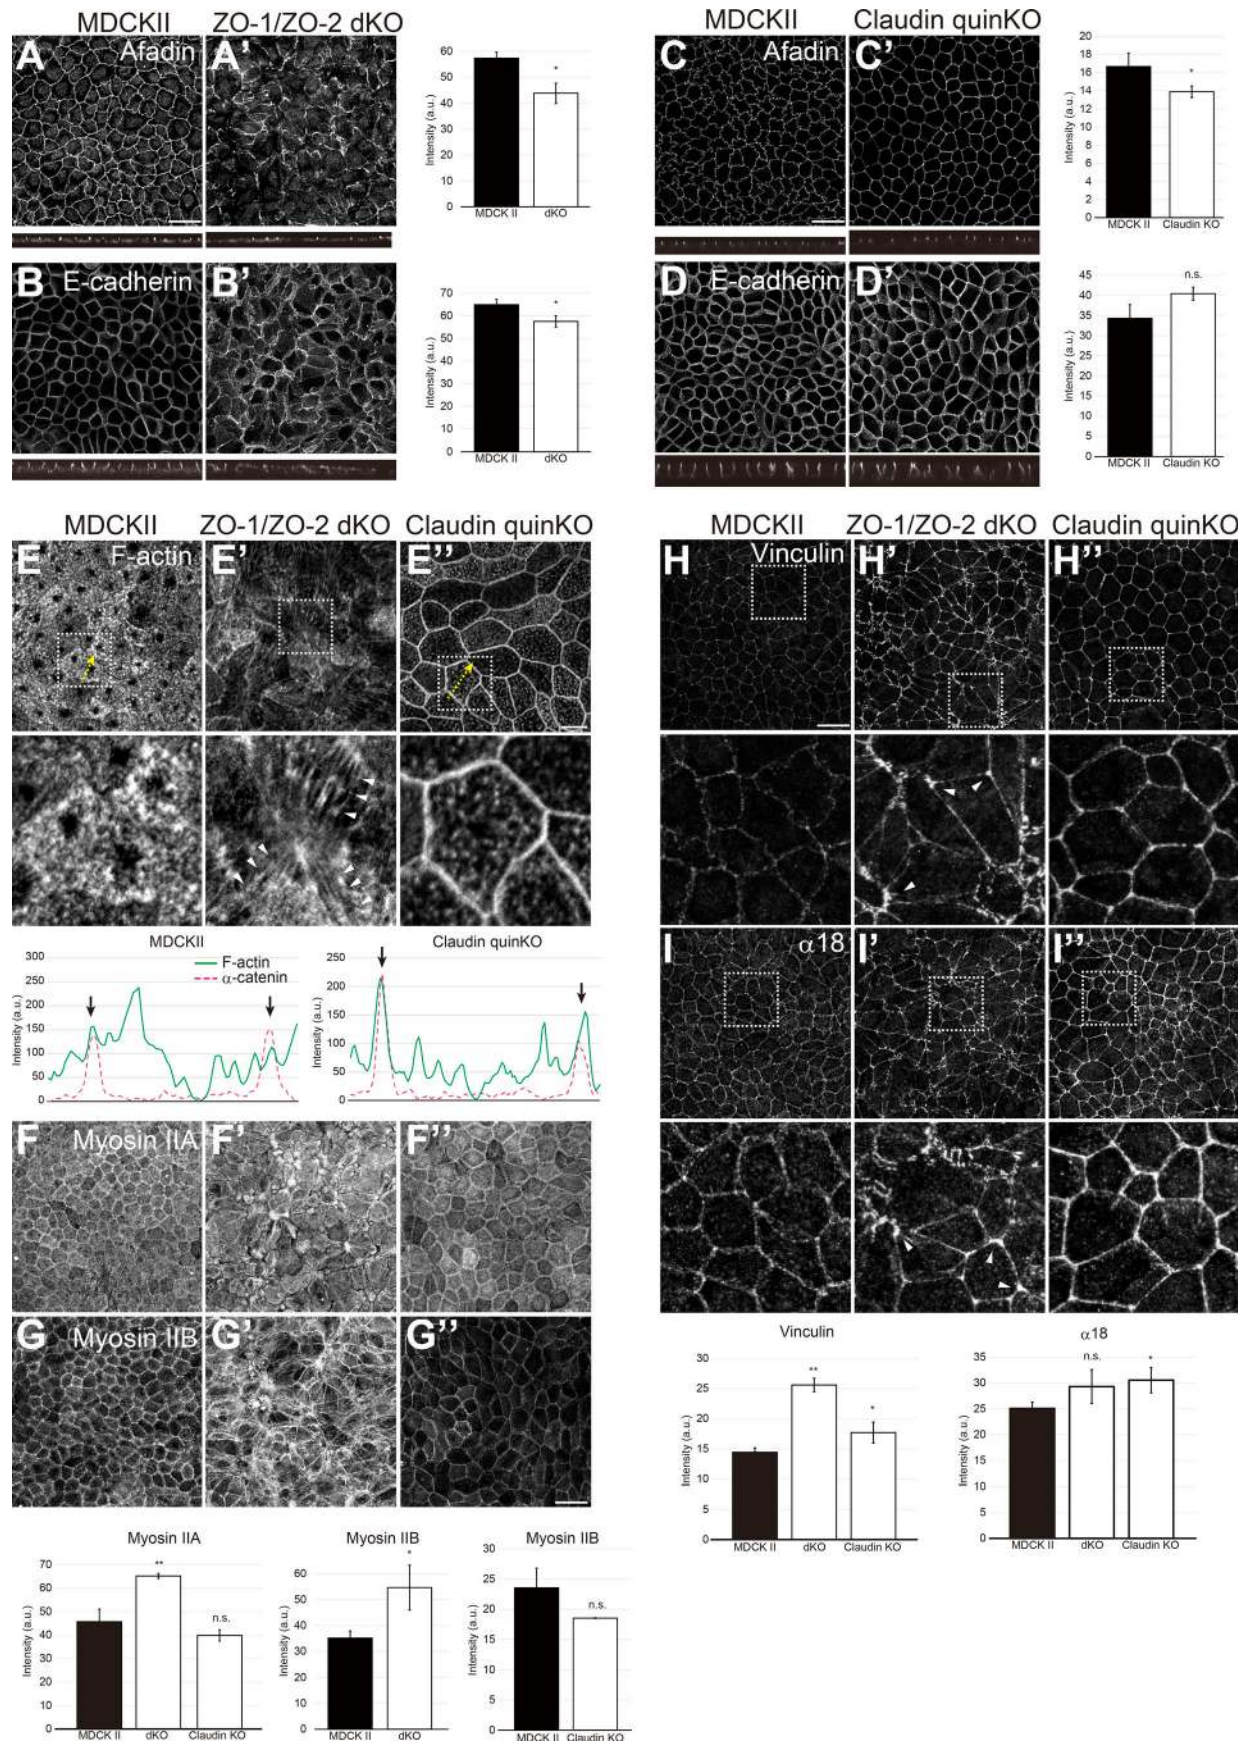 MDCKII ZO-1/ZO-2 dKO
A Afadin A'
Intensity (a.u.)
60
50
40
30
20
10
0
*
MDCK II dKO
B E-cadherin B'
Intensity (a.u.)
70
60
50
40
30
20
10
0
*
MDCK II dKO
MDCKII Claudin quinKO
C Afadin C'
Intensity (a.u.)
20
18
16
14
12
10
8
6
4
2
0
*
MDCK II Claudin KO
D E-cadherin D'
Intensity (a.u.)
45
40
35
30
25
20
15
10
5
0
n.s.
MDCK II Claudin KO
MDCKII ZO-1/ZO-2 dKO Claudin quinKO
E F-actin E' E''
MDCKII
Intensity (a.u.)
300
250
200
150
100
50
0
F-actin
α-catenin
Claudin quinKO
Intensity (a.u.)
250
200
150
100
50
0
F Myosin IIA F' F''
G Myosin IIB G' G''
Myosin IIA
Intensity (a.u.)
70
60
50
40
30
20
10
0
**
n.s.
MDCK II dKO Claudin KO
Myosin IIB
Intensity (a.u.)
70
60
50
40
30
20
10
0
*
MDCK II dKO
Myosin IIB
Intensity (a.u.)
30
25
20
15
10
5
0
n.s.
MDCK II Claudin KO
MDCKII ZO-1/ZO-2 dKO Claudin quinKO
H Vinculin H' H''
I α18 I' I''
Vinculin
Intensity (a.u.)
30
25
20
15
10
5
0
**
*
MDCK II dKO Claudin KO
α18
Intensity (a.u.)
35
30
25
20
15
10
5
0
n.s.
*
MDCK II dKO Claudin KO